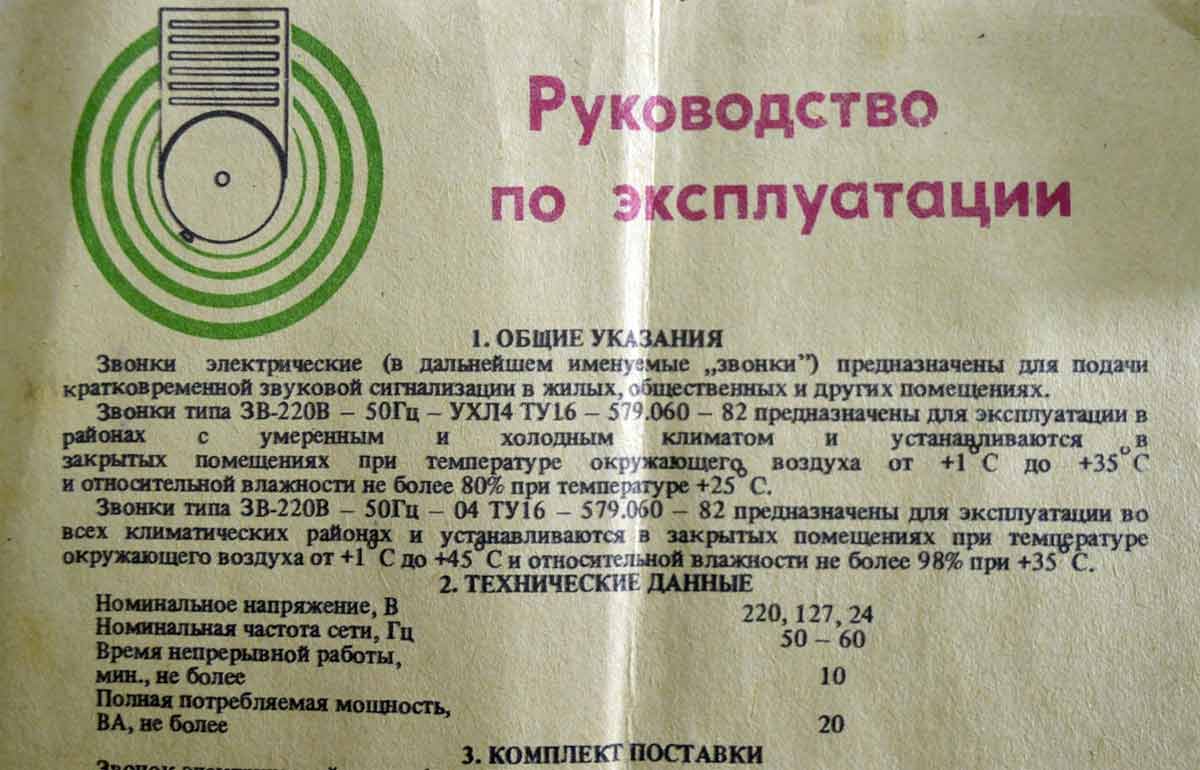 Руководство
по эксплуатации
1. ОБЩИЕ УКАЗАНИЯ
Звонки электрические (в дальнейшем именуемые „звонки”) предназначены для подачи
кратковременной звуковой сигнализации в жилых, общественных и других помещениях.
Звонки типа ЗВ-220В – 50Гц – УХЛ4 ТУ16 – 579.060 – 82 предназначены для эксплуатации в
районах с умеренным и холодным климатом и устанавливаются в
закрытых помещениях при температуре окружающего воздуха от +1°С до +35°С
и относительной влажности не более 80% при температуре +25°С.
Звонки типа ЗВ-220В – 50Гц – 04 ТУ16 – 579.060 – 82 предназначены для эксплуатации во
всех климатических районах и устанавливаются в закрытых помещениях при температуре
окружающего воздуха от +1°С до +45°С и относительной влажности не более 98% при +35°С.
2. ТЕХНИЧЕСКИЕ ДАННЫЕ
Номинальное напряжение, В 220, 127, 24
Номинальная частота сети, Гц 50 – 60
Время непрерывной работы,
мин., не более 10
Полная потребляемая мощность,
ВА, не более 20
3. КОМПЛЕКТ ПОСТАВКИ